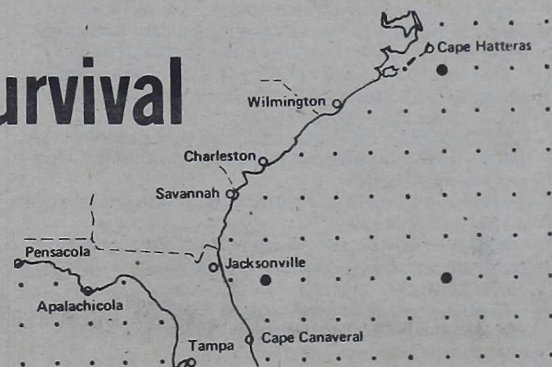 urvival
Cape Hatteras
Wilmington
Charleston
Savannah
Pensacola
Jacksonville
Apalachicola
Tampa
Cape Canaveral